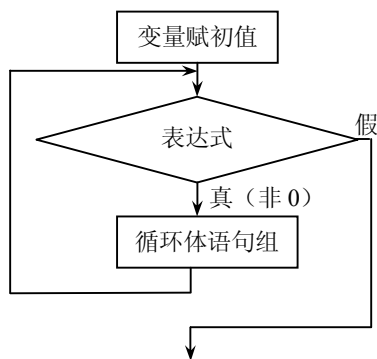 变量赋初值
假
表达式
真（非 0）
循环体语句组